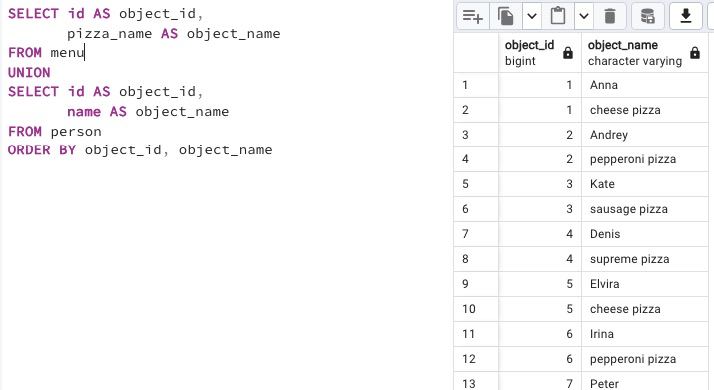 SELECT id AS object_id,
pizza_name AS object_name
FROM menu
UNION
SELECT id AS object_id,
name AS object_name
FROM person
ORDER BY object_id, object_name
object_id object_name
bigint character varying
1 1 Anna
2 1 cheese pizza
3 2 Andrey
4 2 pepperoni pizza
5 3 Kate
6 3 sausage pizza
7 4 Denis
8 4 supreme pizza
9 5 Elvira
10 5 cheese pizza
11 6 Irina
12 6 pepperoni pizza
13 7 Peter